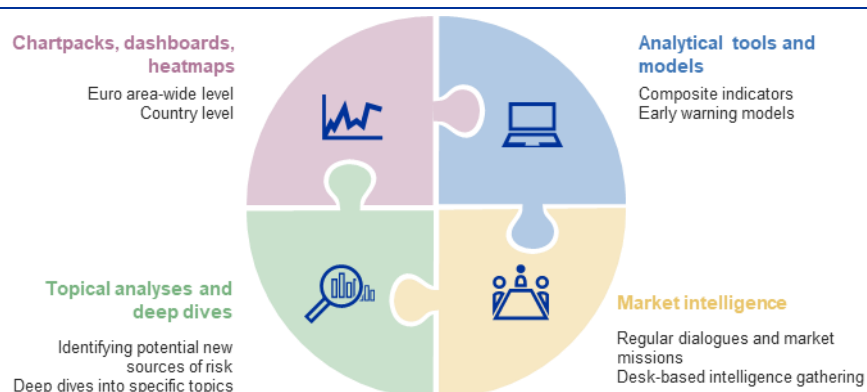 Chartpacks, dashboards,
heatmaps
Euro area-wide level
Country level
Analytical tools and
models
Composite indicators
Early warning models
Topical analyses and
deep dives
Identifying potential new
sources of risk
Deep dives into specific topics
Market intelligence
Regular dialogues and market
missions
Desk-based intelligence gathering